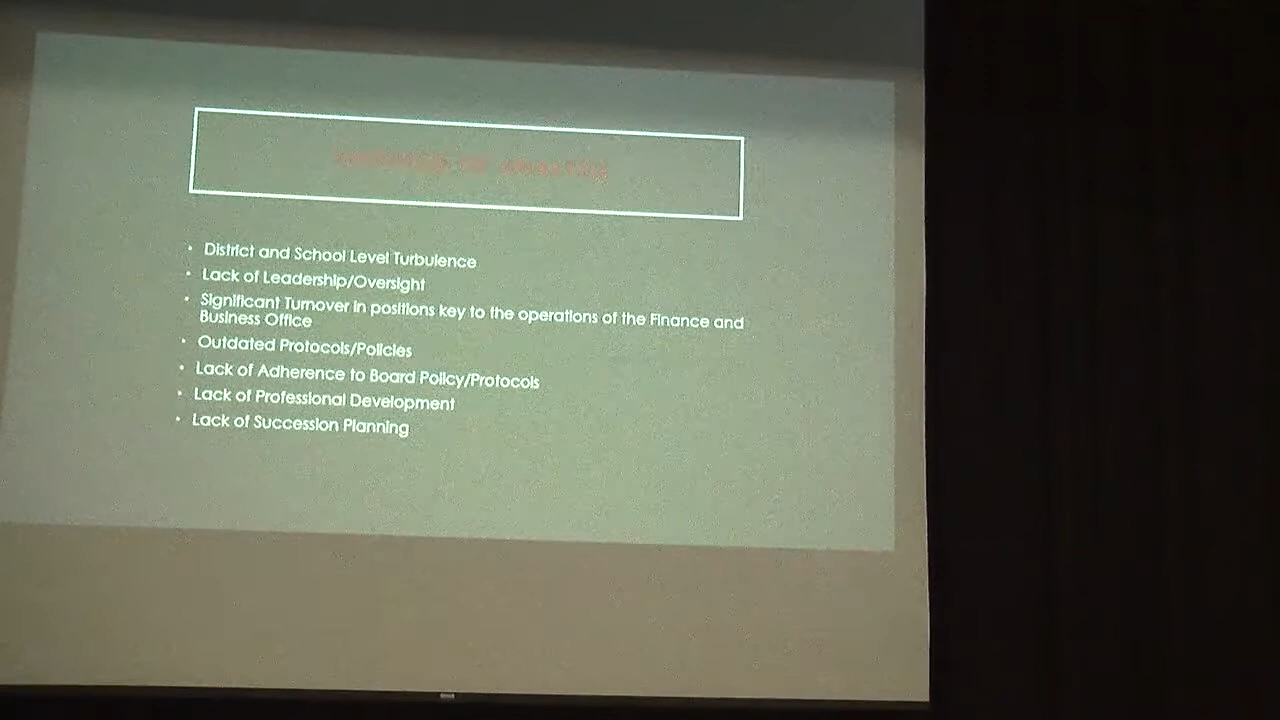 • District and School Level Turbulence
• Lack of Leadership/Oversight
• Significant Turnover in positions key to the operations of the Finance and
Business Office
• Outdated Protocols/Policies
• Lack of Adherence to Board Policy/Protocols
• Lack of Professional Development
• Lack of Succession Planning